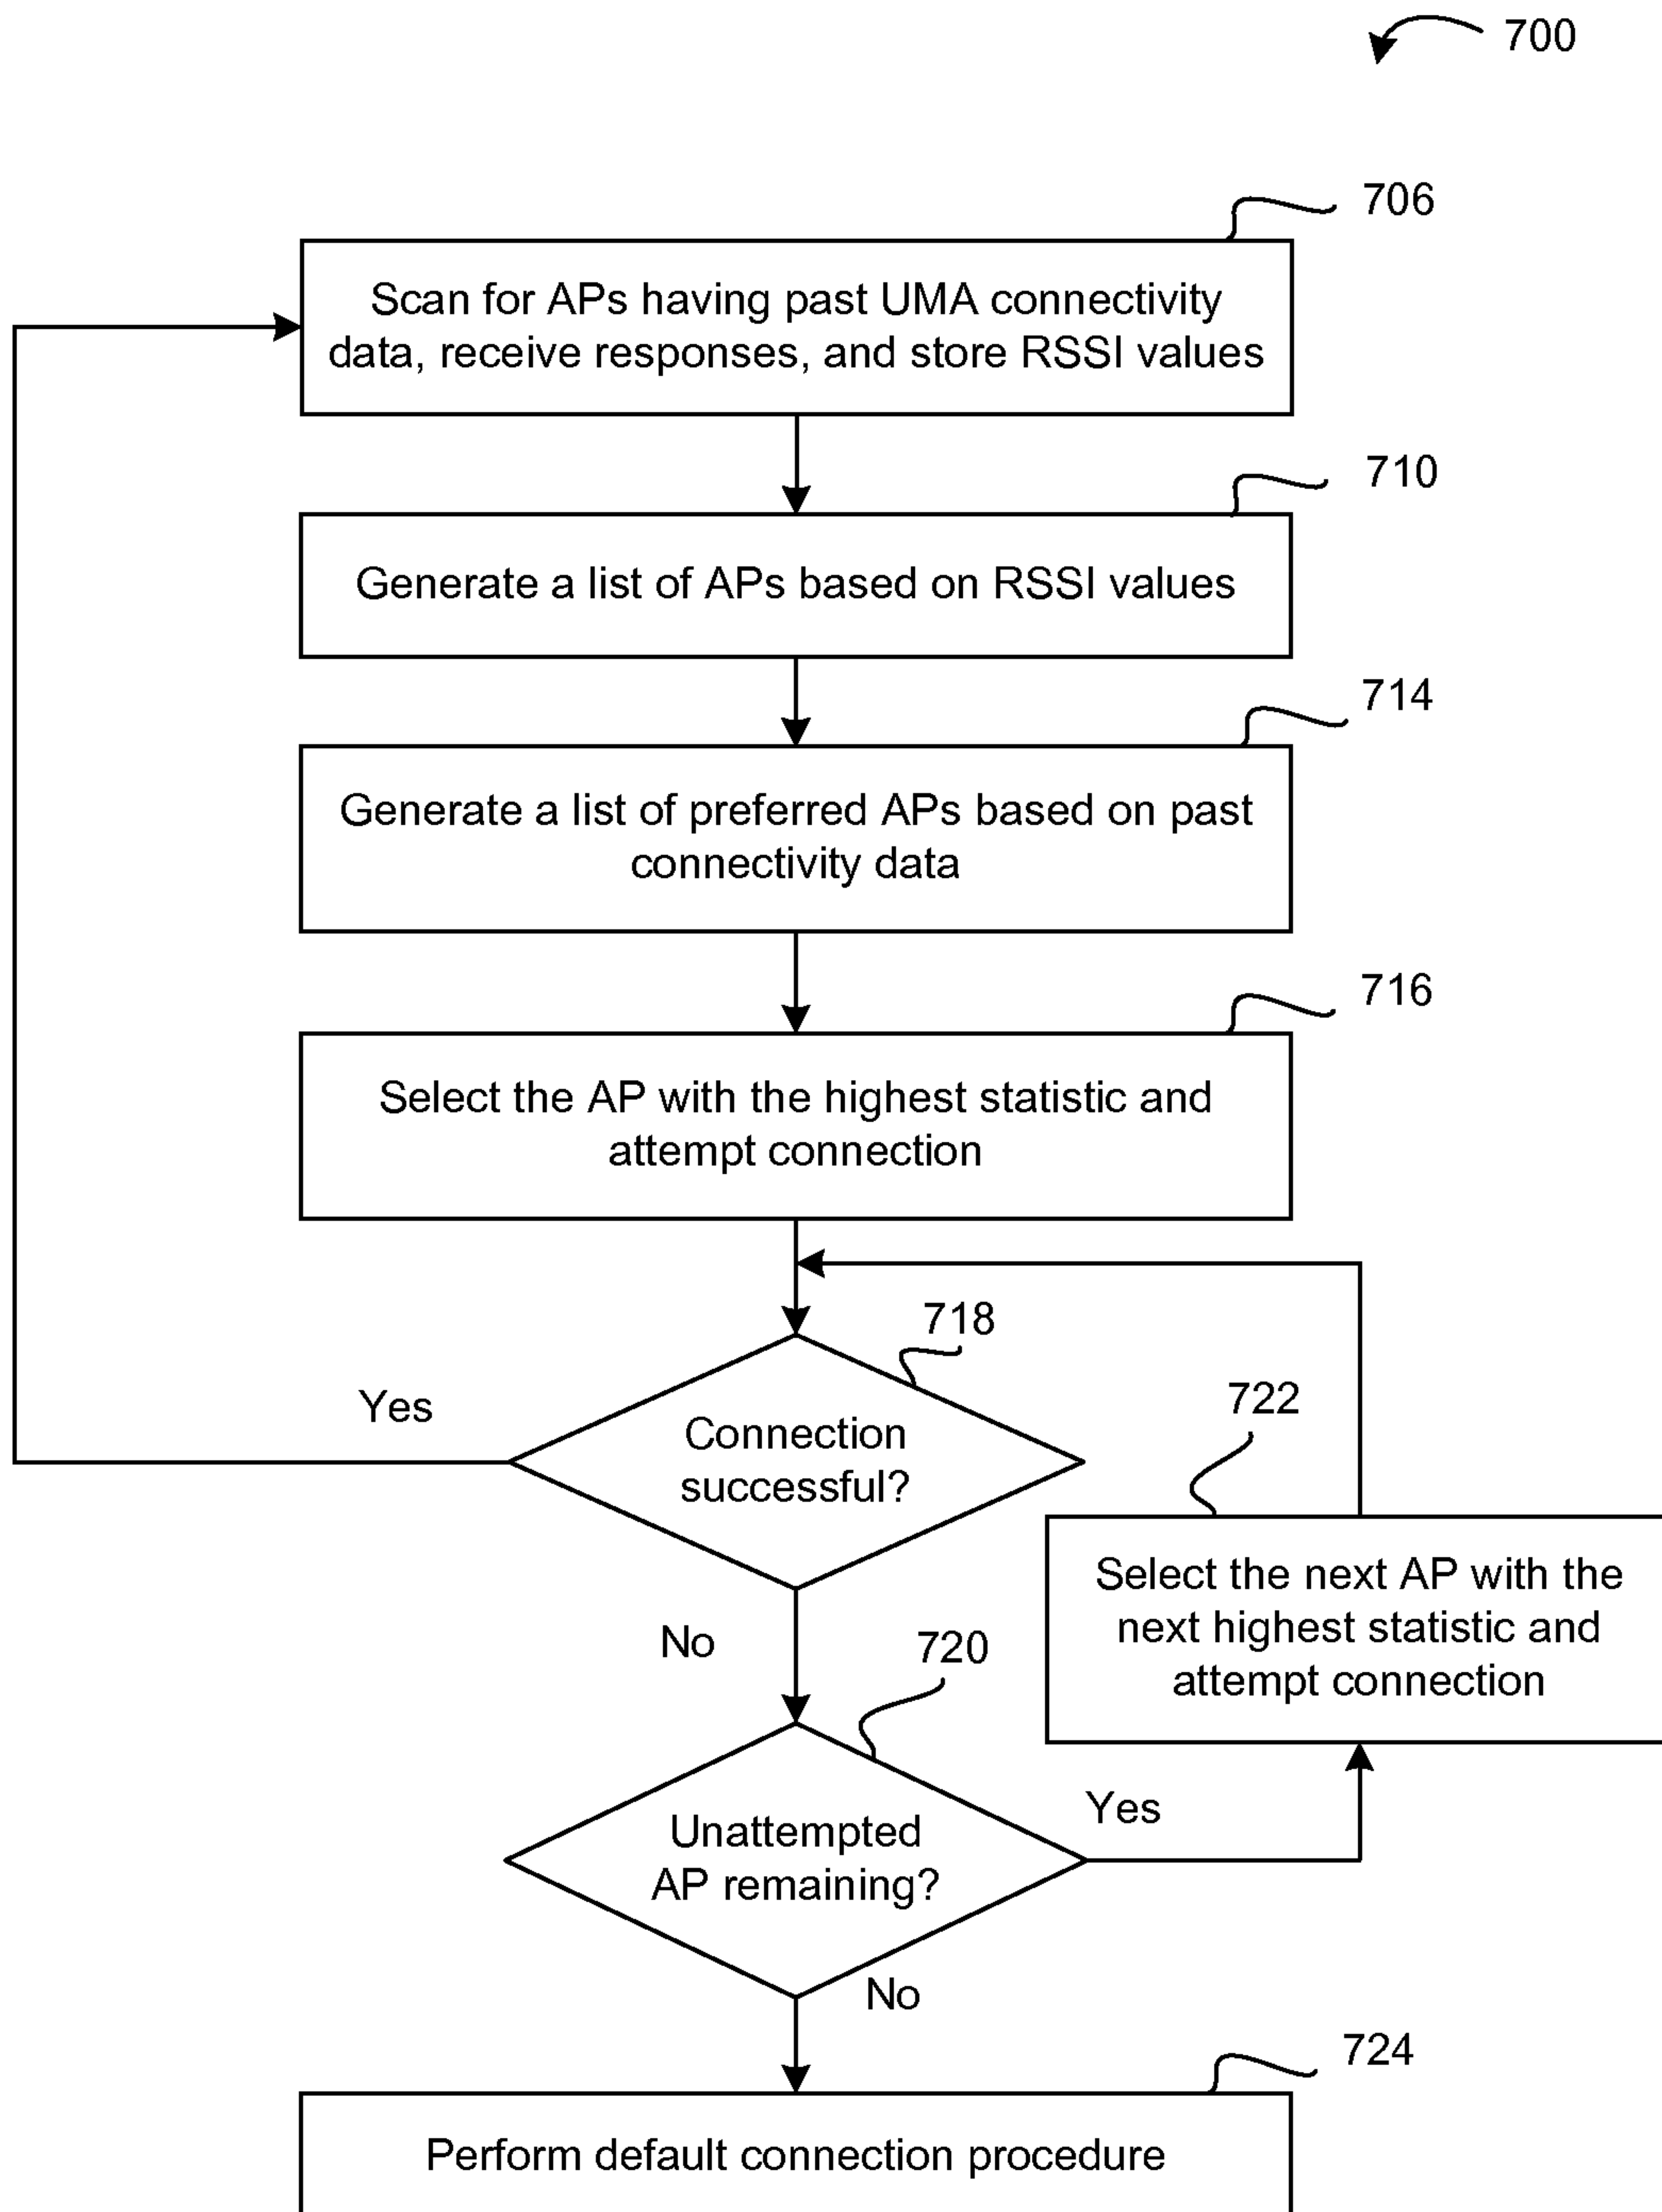 700
706
Scan for APs having past UMA connectivity
data, receive responses, and store RSSI values
710
Generate a list of APs based on RSSI values
714
Generate a list of preferred APs based on past
connectivity data
716
Select the AP with the highest statistic and
attempt connection
718
Connection
successful?
Yes
722
Select the next AP with the
next highest statistic and
attempt connection
No
720
Unattempted
AP remaining?
Yes
No
724
Perform default connection procedure